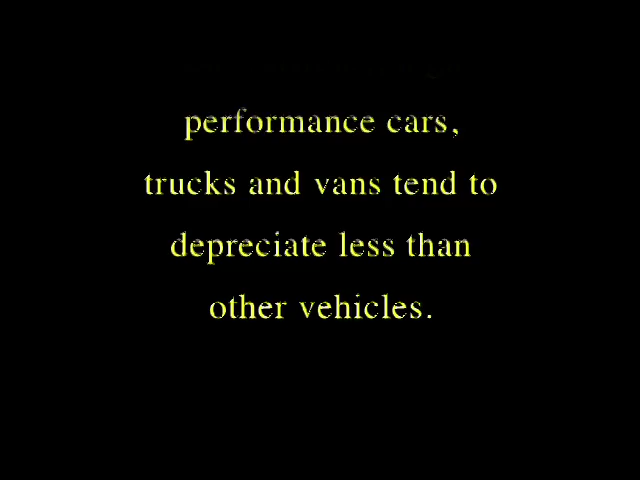 performance cars,
trucks and vans tend to
depreciate less than
other vehicles.